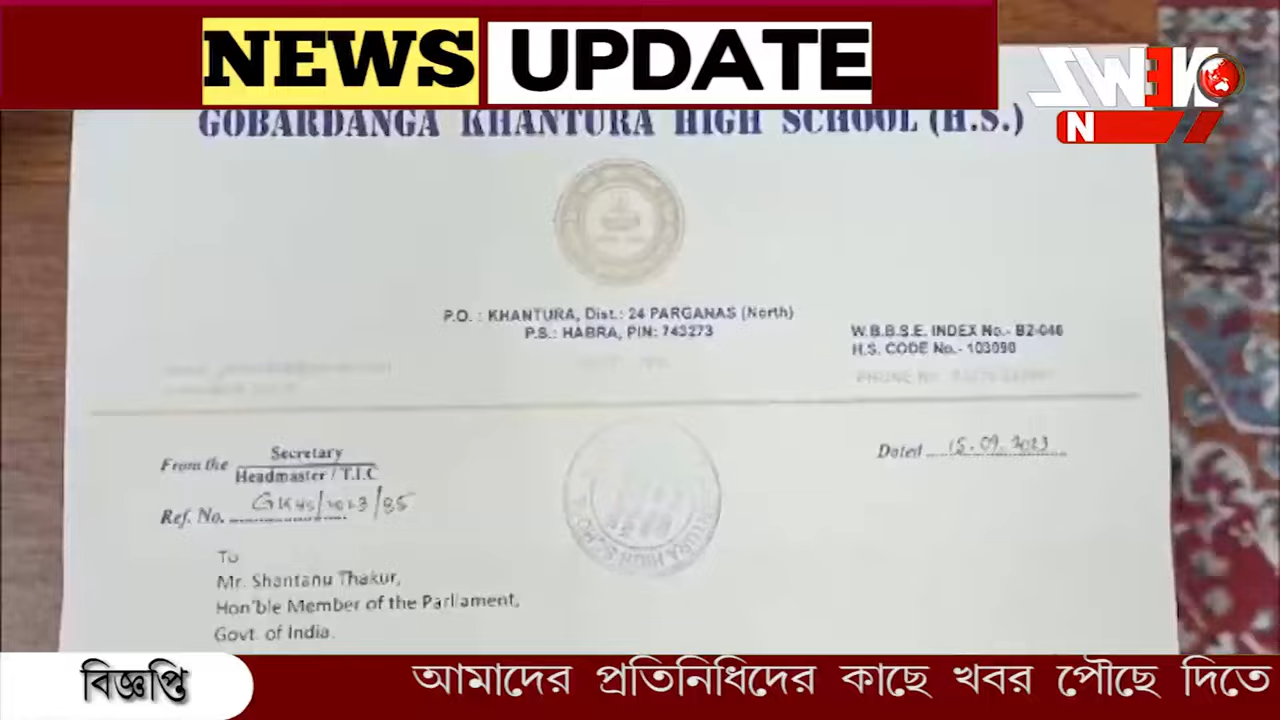 NEWS UPDATE
GOBARDANGA KHANTURA HIGH SCHOOL (H.S.)
P.O. : KHANTURA, Dist.: 24 PARGANAS (North)
P.S.: HABRA, PIN: 743273
W.B.B.S.E. INDEX No.- B2-046
H.S. CODE No.- 103090
PHONE No
From the Secretary
Headmaster / T.I.C
Dated 15.09.2023
Ref. No. GKHS/2023/85
To
Mr. Shantanu Thakur,
Hon'ble Member of the Parliament,
Govt. of India.
বিজ্ঞপ্তি
আমাদের প্রতিনিধিদের কাছে খবর পৌছে দিতে